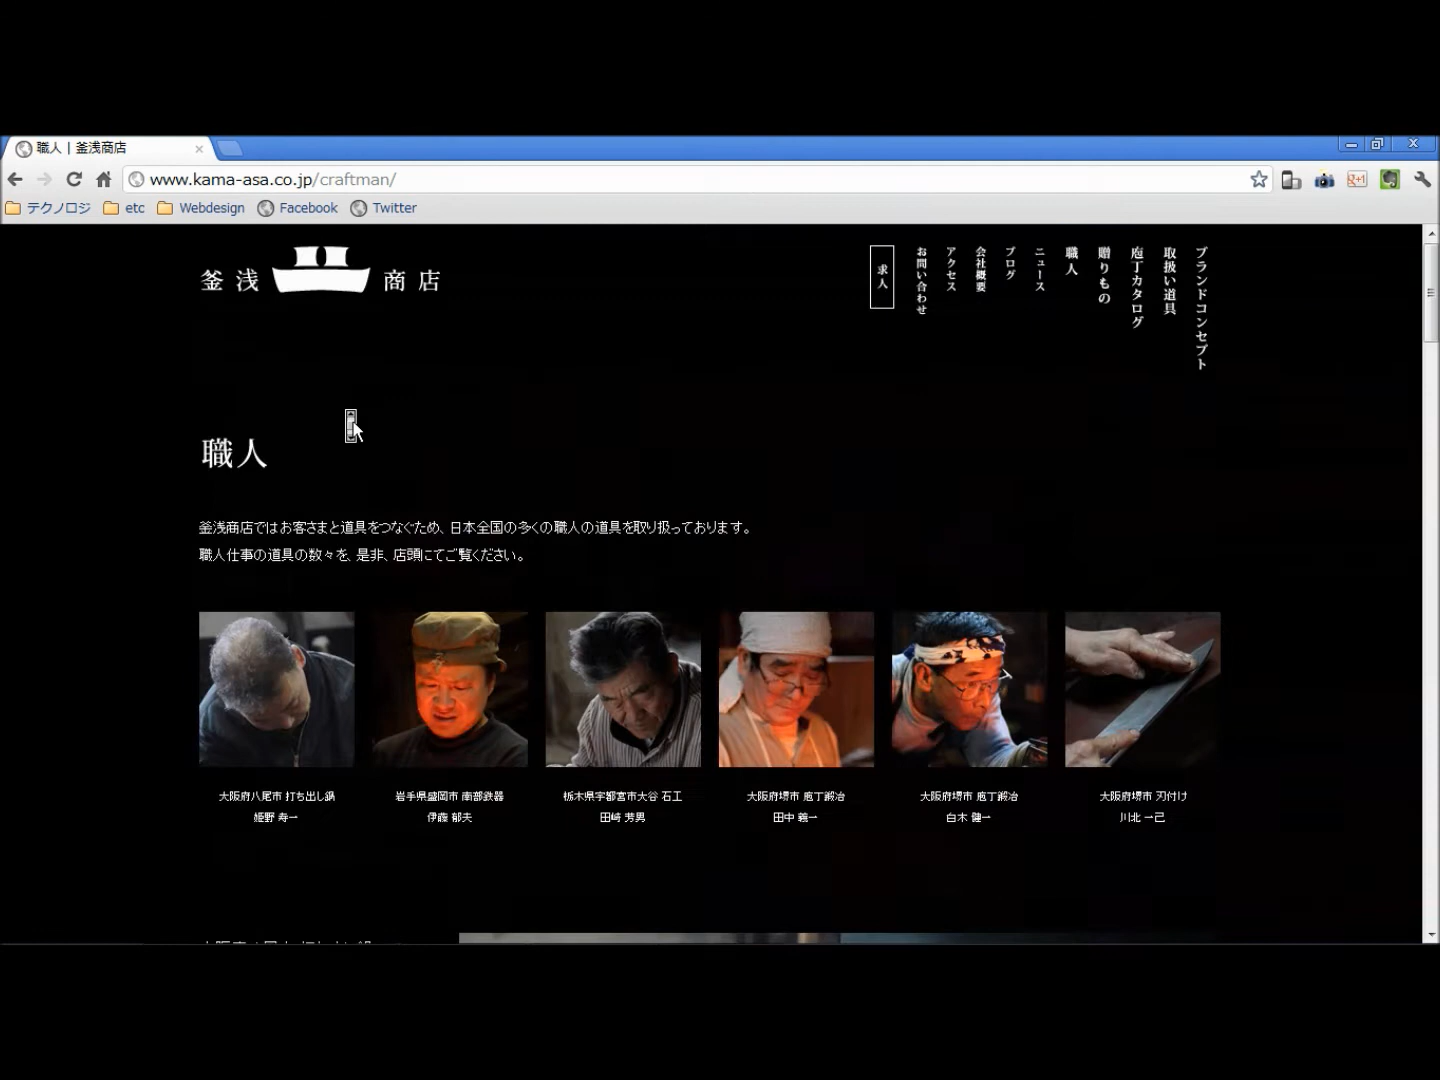 職人 | 釜浅商店
www.kama-asa.co.jp/craftman/
テクノロジ
etc
Webdesign
Facebook
Twitter
釜浅
商店
ブランドコンセプト
取扱い道具
庖丁カタログ
贈りもの
職人
ニュース
ブログ
会社概要
アクセス
お問い合わせ
求人
職人
釜浅商店ではお客さまと道具をつなぐため、日本全国の多くの職人の道具を取り扱っております。
職人仕事の道具の数々を、是非、店頭にてご覧ください。
大阪府八尾市 打ち出し鍋
姫野 寿一
岩手県盛岡市 南部鉄器
伊藤 郁夫
栃木県宇都宮市大谷 石工
田崎 芳男
大阪府堺市 庖丁鍛冶
田中 義一
大阪府堺市 庖丁鍛冶
白木 健一
大阪府堺市 刃付け
川北 一己